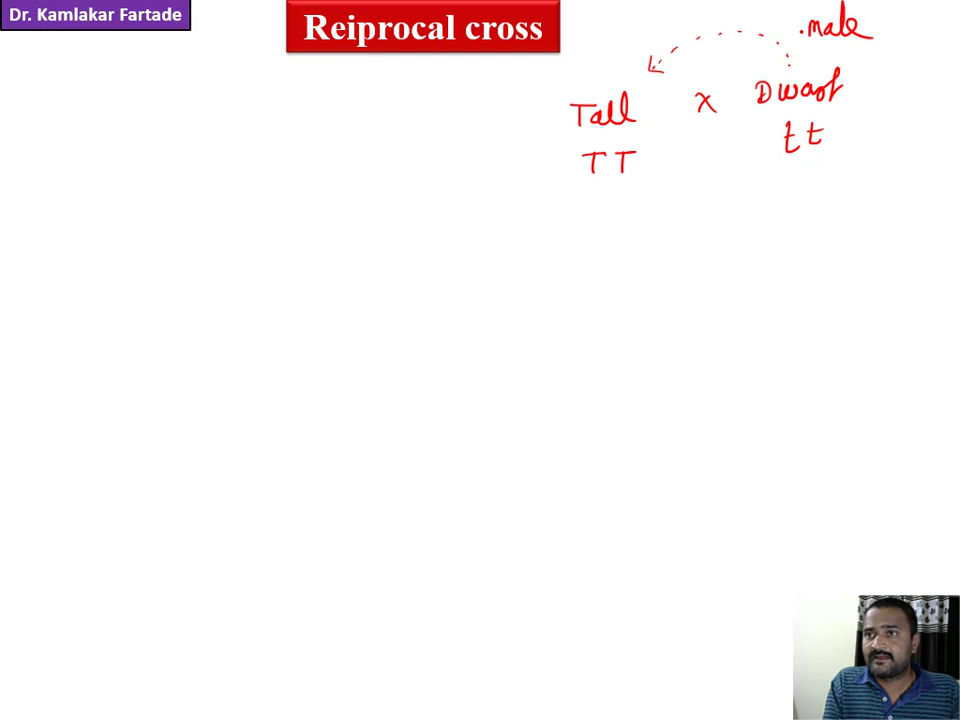 Dr. Kamlakar Fartade
Reiprocal cross
.male
Tall x Dwarf
TT tt